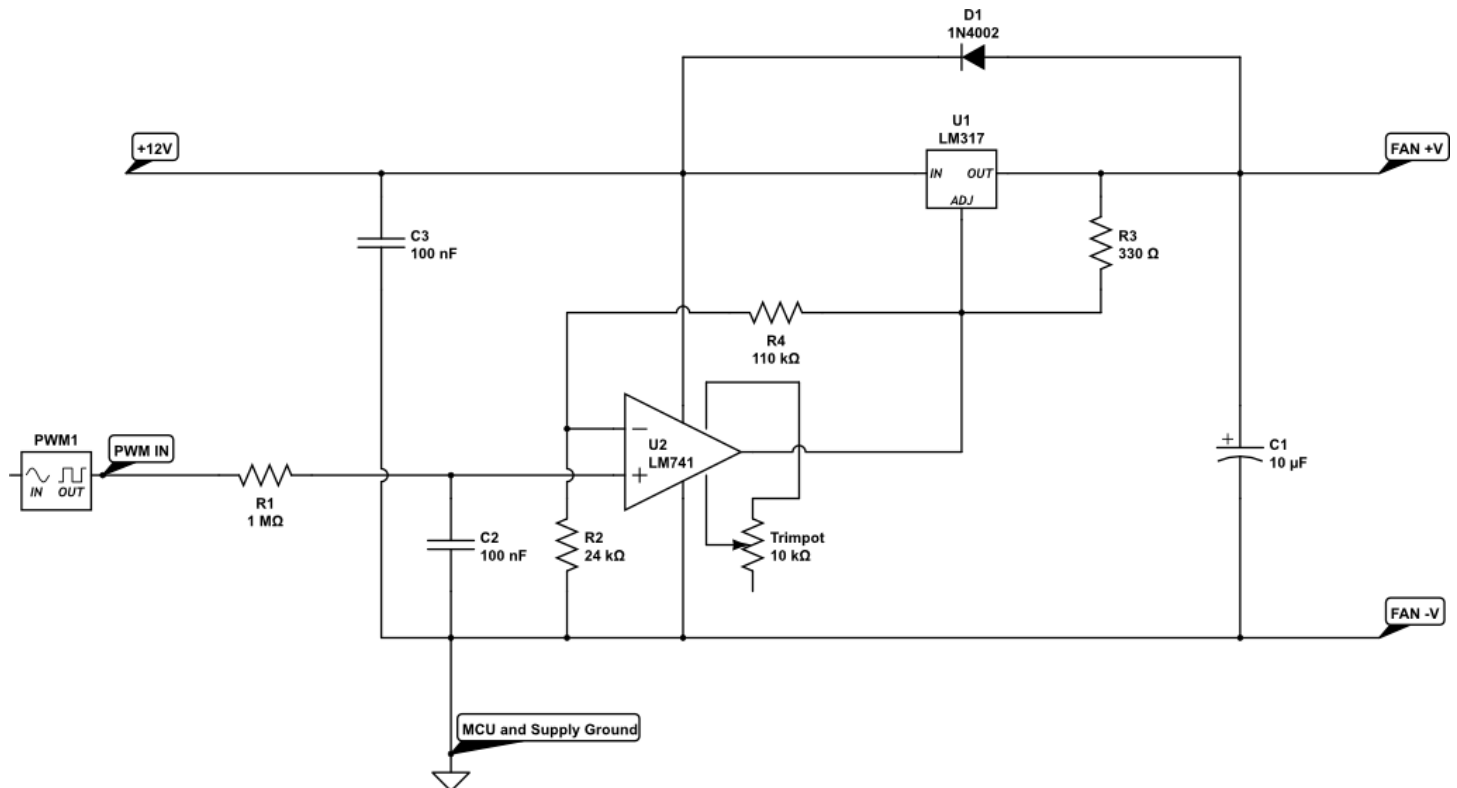 D1
1N4002
+12V
U1
LM317
IN OUT
ADJ
FAN +V
C3
100 nF
R3
330 Ω
R4
110 kΩ
PWM1
IN OUT
PWM IN
R1
1 MΩ
−
U2
LM741
+
+
C1
10 µF
C2
100 nF
R2
24 kΩ
Trimpot
10 kΩ
FAN -V
MCU and Supply Ground